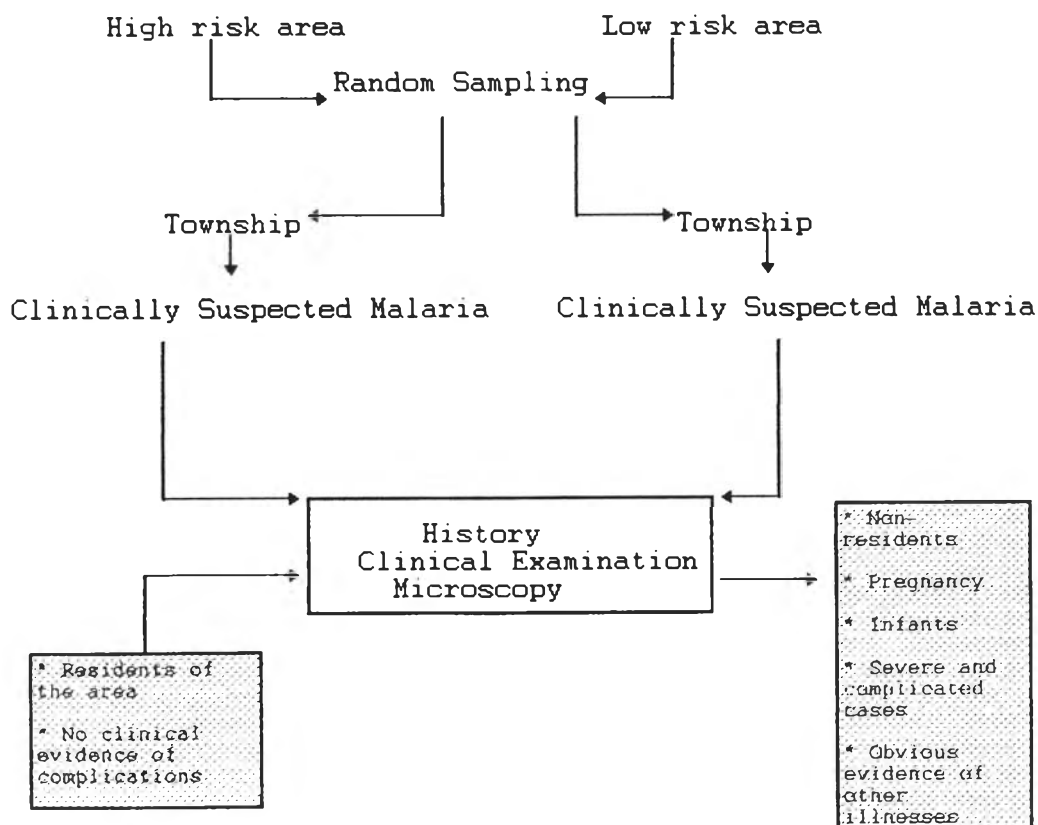 High risk area
Low risk area
Random Sampling
Township
Township
Clinically Suspected Malaria
Clinically Suspected Malaria
History
Clinical Examination
Microscopy
* Residents of
the area
* No clinical
evidence of
complications
* Non-
residents
* Pregnancy
* Infants
* Severe and
complicated
cases
* Obvious
evidence of
other
illnesses